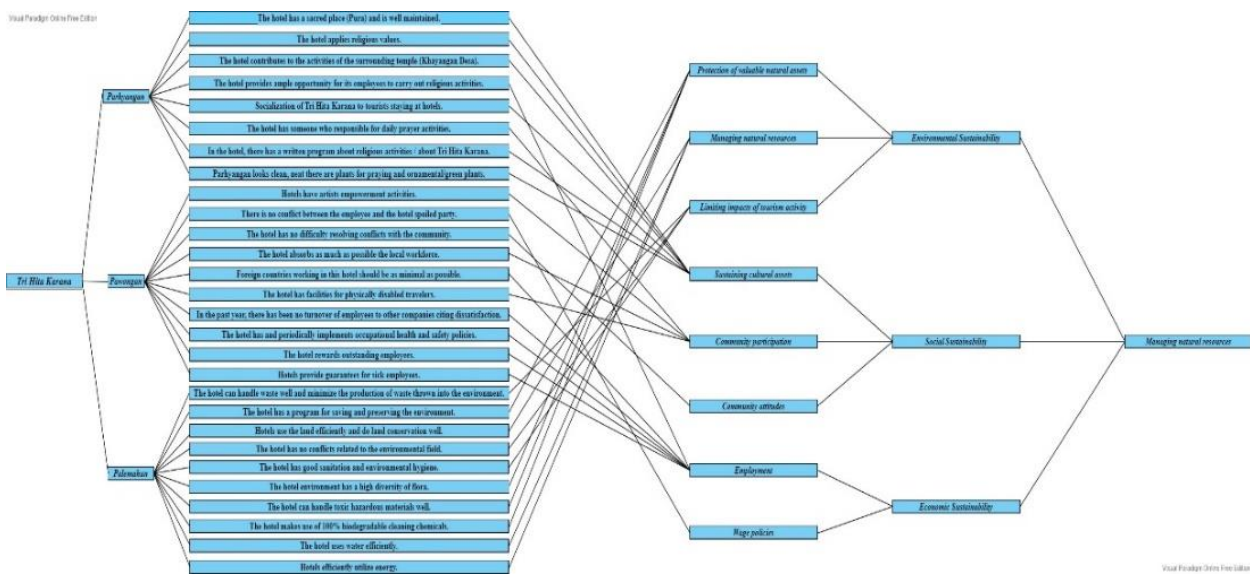 Visual Paradigm Online Free Edition
The hotel has a sacred place (Pura) and is well maintained.
The hotel applies religious values.
The hotel contributes to the activities of the surrounding temple (Khayangan Desa).
The hotel provides ample opportunity for its employees to carry out religious activities.
Socialization of Tri Hita Karana to tourists staying at hotels.
The hotel has someone who responsible for daily prayer activities.
In the hotel, there has a written program about religious activities / about Tri Hita Karana.
Parhyangan looks clean, neat there are plants for praying and ornamental/green plants.
Hotels have artists empowerment activities.
There is no conflict between the employee and the hotel spoiled party.
The hotel has no difficulty resolving conflicts with the community.
The hotel absorbs as much as possible the local workforce.
Foreign countries working in this hotel should be as minimal as possible.
The hotel has facilities for physically disabled travelers.
In the past year, there has been no turnover of employees to other companies citing dissatisfaction.
The hotel has and periodically implements occupational health and safety policies.
The hotel rewards outstanding employees.
Hotels provide guarantees for sick employees.
The hotel can handle waste well and minimize the production of waste thrown into the environment.
The hotel has a program for saving and preserving the environment.
Hotels use the land efficiently and do land conservation well.
The hotel has no conflicts related to the environmental field.
The hotel has good sanitation and environmental hygiene.
The hotel environment has a high diversity of flora.
The hotel can handle toxic hazardous materials well.
The hotel makes use of 100% biodegradable cleaning chemicals.
The hotel uses water efficiently.
Hotels efficiently utilize energy.
Tri Hita Karana
Parhyangan
Pawongan
Palemahan
Protection of valuable natural assets
Managing natural resources
Limiting impacts of tourism activity
Sustaining cultural assets
Community participation
Community attitudes
Employment
Wage policies
Environmental Sustainability
Social Sustainability
Economic Sustainability
Managing natural resources
Visual Paradigm Online Free Edition